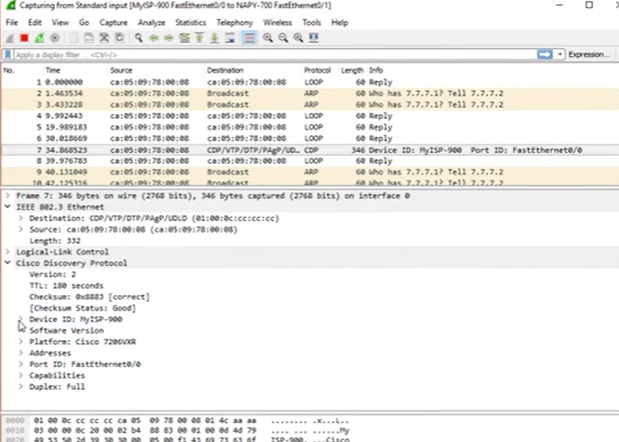 Capturing from Standard input [MyISP-900 FastEthernet0/0 to NAPY-700 FastEthernet0/1]
File Edit View Go Capture Analyze Statistics Telephony Wireless Tools Help
Apply a display filter ... <Ctrl-/> Expression...
No. Time Source Destination Protocol Length Info
1 0.000000 ca:05:09:78:00:08 ca:05:09:78:00:08 LOOP 60 Reply
2 1.463534 ca:05:09:78:00:08 Broadcast ARP 60 Who has 7.7.7.1? Tell 7.7.7.2
3 3.433228 ca:05:09:78:00:08 Broadcast ARP 60 Who has 7.7.7.1? Tell 7.7.7.2
4 9.992443 ca:05:09:78:00:08 ca:05:09:78:00:08 LOOP 60 Reply
5 19.989183 ca:05:09:78:00:08 ca:05:09:78:00:08 LOOP 60 Reply
6 30.018669 ca:05:09:78:00:08 ca:05:09:78:00:08 LOOP 60 Reply
7 34.868523 ca:05:09:78:00:08 CDP/VTP/DTP/PAgP/UD… CDP 346 Device ID: MyISP-900 Port ID: FastEthernet0/0
8 39.976783 ca:05:09:78:00:08 ca:05:09:78:00:08 LOOP 60 Reply
9 40.131049 ca:05:09:78:00:08 Broadcast ARP 60 Who has 7.7.7.1? Tell 7.7.7.2
10 42.125316 ca:05:09:78:00:08 Broadcast ARP 60 Who has 7.7.7.1? Tell 7.7.7.2
Frame 7: 346 bytes on wire (2768 bits), 346 bytes captured (2768 bits) on interface 0
IEEE 802.3 Ethernet
Destination: CDP/VTP/DTP/PAgP/UDLD (01:00:0c:cc:cc:cc)
Source: ca:05:09:78:00:08 (ca:05:09:78:00:08)
Length: 332
Logical-Link Control
Cisco Discovery Protocol
Version: 2
TTL: 180 seconds
Checksum: 0x8883 [correct]
[Checksum Status: Good]
Device ID: MyISP-900
Software Version
Platform: Cisco 7206VXR
Addresses
Port ID: FastEthernet0/0
Capabilities
Duplex: Full
0000 01 00 0c cc cc cc ca 05 09 78 00 08 01 4c aa aa ........ .x...L..
0010 03 00 00 0c 20 00 02 b4 88 83 00 01 00 0d 4d 79
0020 49 53 50 2d 39 30 30 00 05 00 f1 43 69 73 63 6f ISP-900. ...Cisco